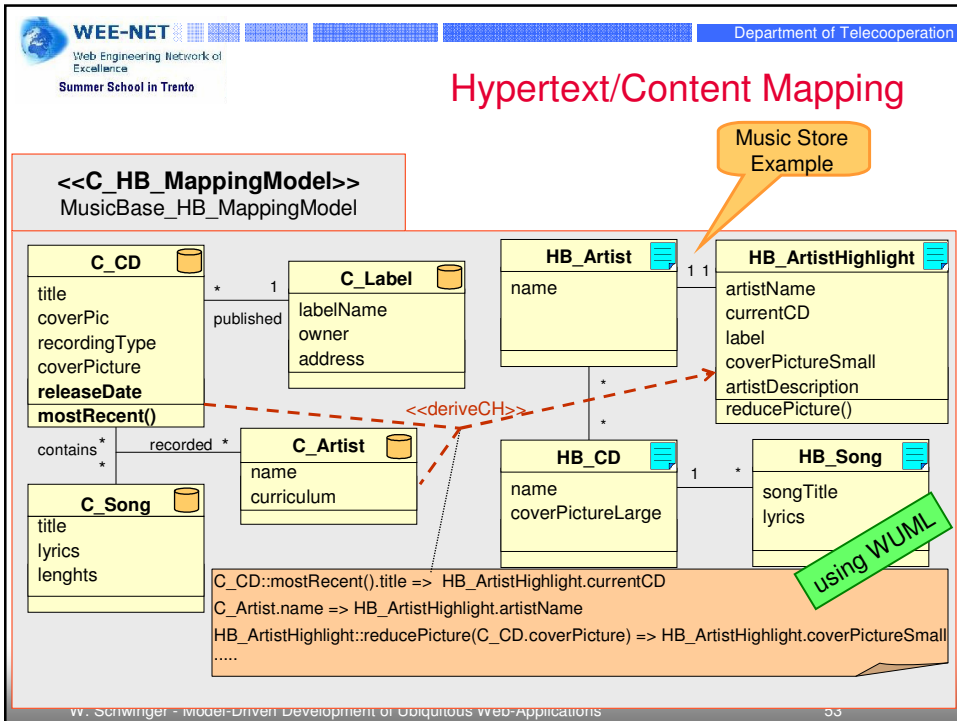 WEE-NET
Department of Telecooperation
Web Engineering Network of
Excellence
Summer School in Trento
Hypertext/Content Mapping
Music Store
Example
<<C_HB_MappingModel>>
MusicBase_HB_MappingModel
C_CD
title
coverPic
recordingType
coverPicture
releaseDate
mostRecent()
* 1
published
C_Label
labelName
owner
address
HB_Artist
name
1 1
HB_ArtistHighlight
artistName
currentCD
label
coverPictureSmall
artistDescription
reducePicture()
<<deriveCH>>
*
*
contains *
*
recorded *
C_Artist
name
curriculum
HB_CD
name
coverPictureLarge
1 *
HB_Song
songTitle
lyrics
C_Song
title
lyrics
lenghts
using WUML
C_CD::mostRecent().title => HB_ArtistHighlight.currentCD
C_Artist.name => HB_ArtistHighlight.artistName
HB_ArtistHighlight::reducePicture(C_CD.coverPicture) => HB_ArtistHighlight.coverPictureSmall
.....
W. Schwinger - Model-Driven Development of Ubiquitous Web-Applications 53